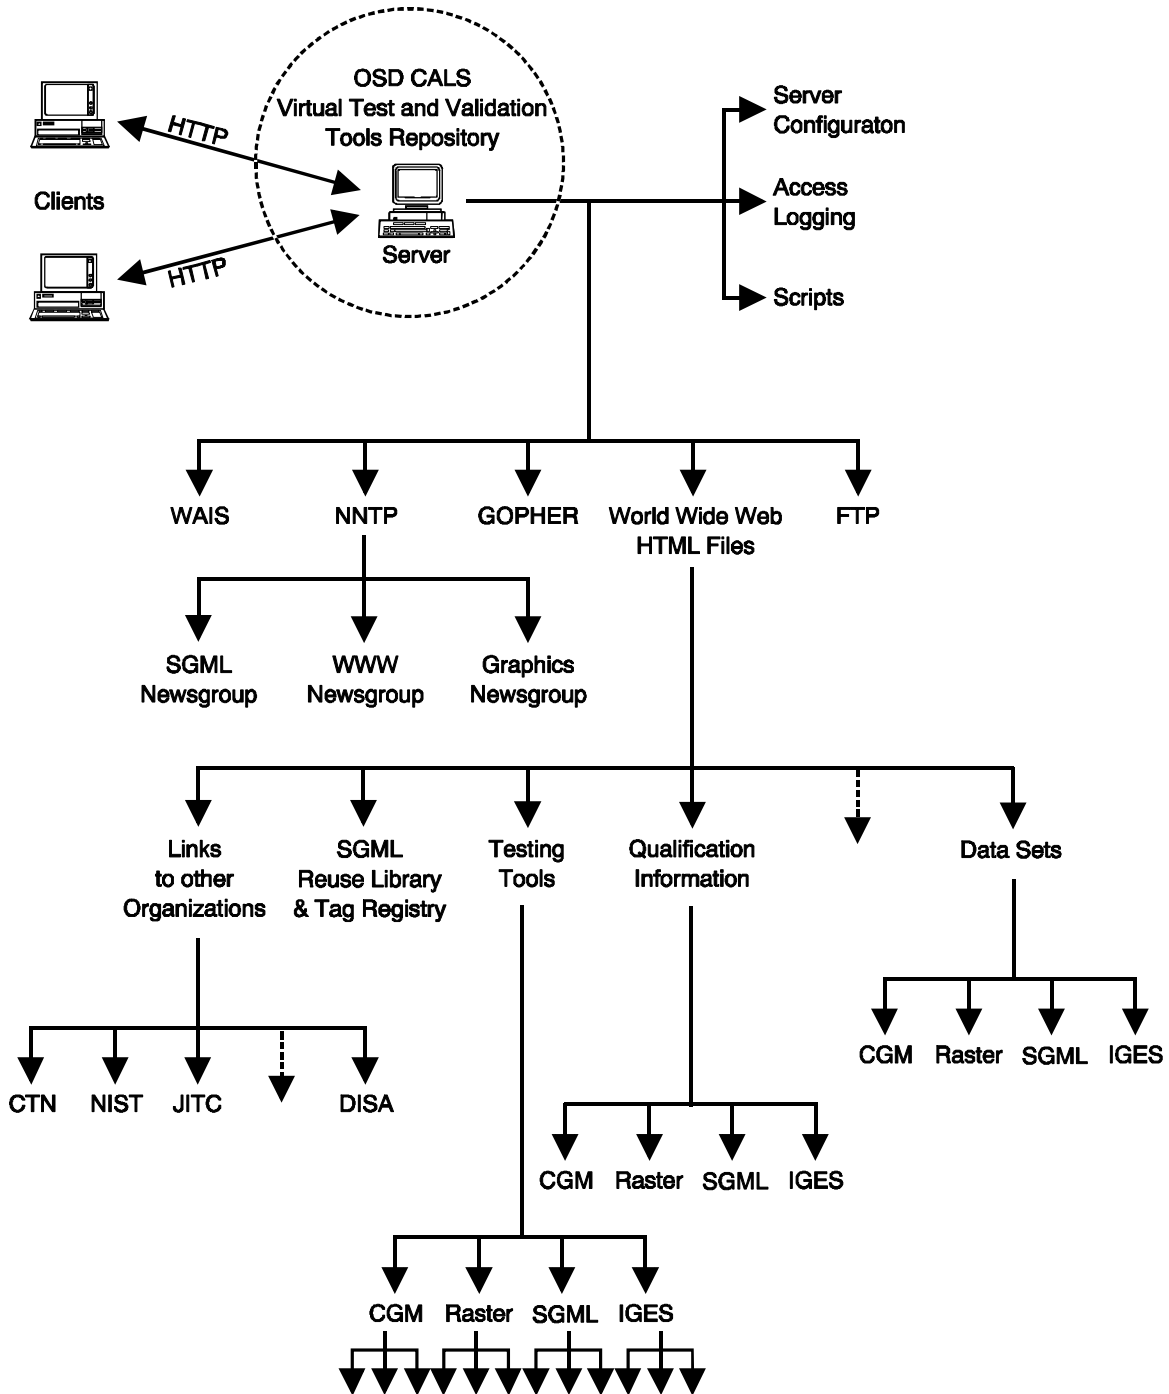 OSD CALS
Virtual Test and Validation
Tools Repository
HTTP
Clients
HTTP
Server
Server
Configuraton
Access
Logging
Scripts
WAIS
NNTP
GOPHER
World Wide Web
HTML Files
FTP
SGML
Newsgroup
WWW
Newsgroup
Graphics
Newsgroup
Links
to other
Organizations
SGML
Reuse Library
& Tag Registry
Testing
Tools
Qualification
Information
Data Sets
CGM
Raster
SGML
IGES
CTN
NIST
JITC
DISA
CGM
Raster
SGML
IGES
CGM
Raster
SGML
IGES